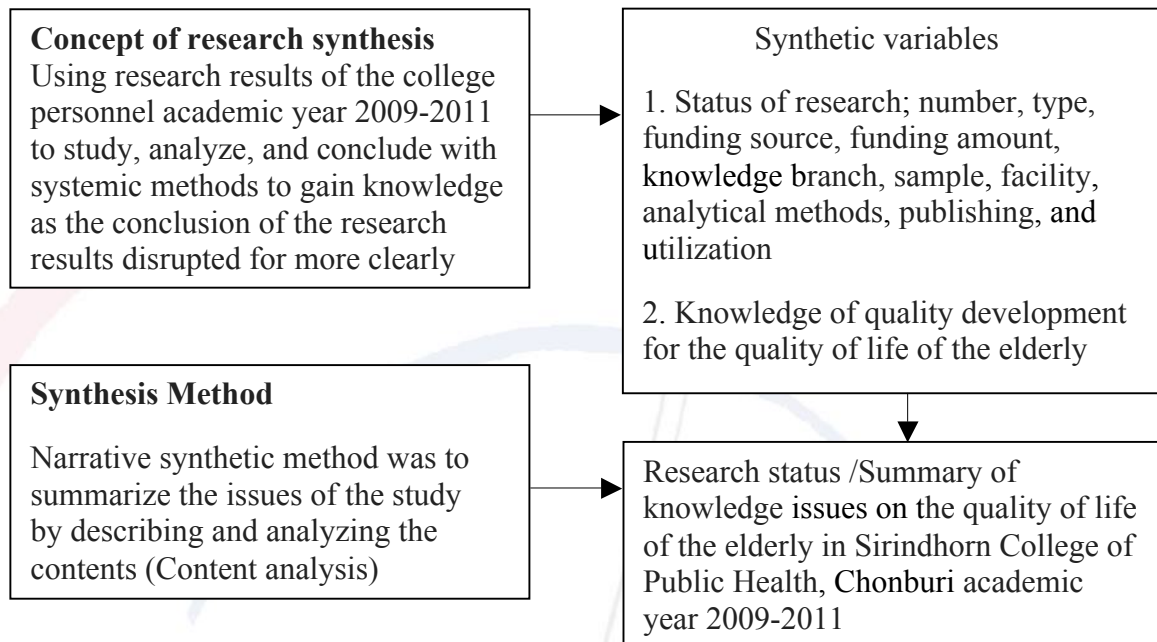 Concept of research synthesis
Using research results of the college
personnel academic year 2009-2011
to study, analyze, and conclude with
systemic methods to gain knowledge
as the conclusion of the research
results disrupted for more clearly
Synthetic variables
1. Status of research; number, type,
funding source, funding amount,
knowledge branch, sample, facility,
analytical methods, publishing, and
utilization
2. Knowledge of quality development
for the quality of life of the elderly
Synthesis Method
Narrative synthetic method was to
summarize the issues of the study
by describing and analyzing the
contents (Content analysis)
Research status /Summary of
knowledge issues on the quality of life
of the elderly in Sirindhorn College of
Public Health, Chonburi academic
year 2009-2011